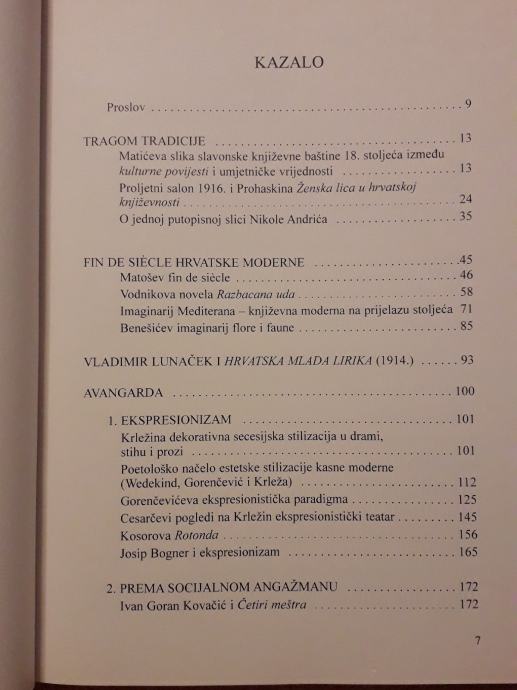 KAZALO
Proslov . . . . . . . . . . . . . . . . . . . . . . . . . . . . . . . . . . . . . . . . . . . . . . . 9
TRAGOM TRADICIJE . . . . . . . . . . . . . . . . . . . . . . . . . . . . . . . . . . . . 13
Matićeva slika slavonske književne baštine 18. stoljeća između
kulturne povijesti i umjetničke vrijednosti . . . . . . . . . . . . . . . . . . . 13
Proljetni salon 1916. i Prohaskina Ženska lica u hrvatskoj
književnosti . . . . . . . . . . . . . . . . . . . . . . . . . . . . . . . . . . . . . . . . . . 24
O jednoj putopisnoj slici Nikole Andrića . . . . . . . . . . . . . . . . . . 35
FIN DE SIÈCLE HRVATSKE MODERNE . . . . . . . . . . . . . . . . . . . . . . 45
Matošev fin de siècle . . . . . . . . . . . . . . . . . . . . . . . . . . . . . . . . . . . 46
Vodnikova novela Razbacana uda . . . . . . . . . . . . . . . . . . . . . . . . . 58
Imaginarij Mediterana – književna moderna na prijelazu stoljeća 71
Benešićev imaginarij flore i faune . . . . . . . . . . . . . . . . . . . . . . . . . 85
VLADIMIR LUNAČEK I HRVATSKA MLADA LIRIKA (1914.) . . . . . . 93
AVANGARDA . . . . . . . . . . . . . . . . . . . . . . . . . . . . . . . . . . . . . . . . . . . 100
1. EKSPRESIONIZAM . . . . . . . . . . . . . . . . . . . . . . . . . . . . . . . . . . 101
Krležina dekorativna secesijska stilizacija u drami,
stihu i prozi . . . . . . . . . . . . . . . . . . . . . . . . . . . . . . . . . . . . . . . . 101
Poetološko načelo estetske stilizacije kasne moderne
(Wedekind, Gorenčević i Krleža) . . . . . . . . . . . . . . . . . . . . . . . 112
Gorenčevićeva ekspresionistička paradigma . . . . . . . . . . . . . . . . 125
Cesarčevi pogledi na Krležin ekspresionistički teatar . . . . . . . . . 145
Kosorova Rotonda . . . . . . . . . . . . . . . . . . . . . . . . . . . . . . . . . . . 156
Josip Bogner i ekspresionizam . . . . . . . . . . . . . . . . . . . . . . . . . 165
2. PREMA SOCIJALNOM ANGAŽMANU . . . . . . . . . . . . . . . . . 172
Ivan Goran Kovačić i Četiri meštra . . . . . . . . . . . . . . . . . . . . . . 172
7